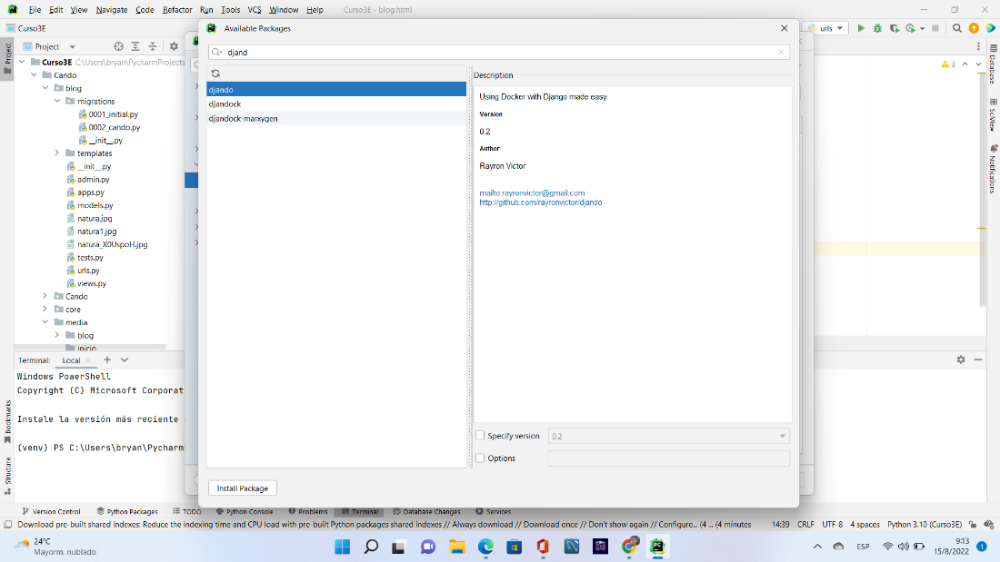 File Edit View Navigate Code Refactor Run Tools VCS Window Help Curso3E - blog.html
Curso3E
urls
Available Packages
djand
djando
djandock
djandock-marxygen
Description
Using Docker with Django made easy
Version
0.2
Author
Rayron Victor
mailto:rayronvictor@gmail.com
http://github.com/rayronvictor/djando
Specify version 0.2
Options
Install Package
Project
Project
Curso3E C:\Users\bryan\PycharmProjects
Cando
blog
migrations
0001_initial.py
0002_cando.py
__init__.py
templates
__init__.py
admin.py
apps.py
models.py
natura.jpg
natura1.jpg
natura_X0UspoH.jpg
tests.py
urls.py
views.py
Cando
core
media
blog
inicio
3
Database
SciView
Notifications
Terminal: Local
Windows PowerShell
Copyright (C) Microsoft Corporat
Instale la versión más reciente
(venv) PS C:\Users\bryan\Pycharm
Bookmarks
Structure
Version Control Python Packages TODO Python Console Problems Terminal Database Changes Services
Download pre-built shared indexes: Reduce the indexing time and CPU load with pre-built Python packages shared indexes // Always download // Download once // Don't show again // Configure... (4 ... (4 minutes 14:39 CRLF UTF-8 4 spaces Python 3.10 (Curso3E)
24°C
Mayorm. nublado
ESP
9:13
15/8/2022
1